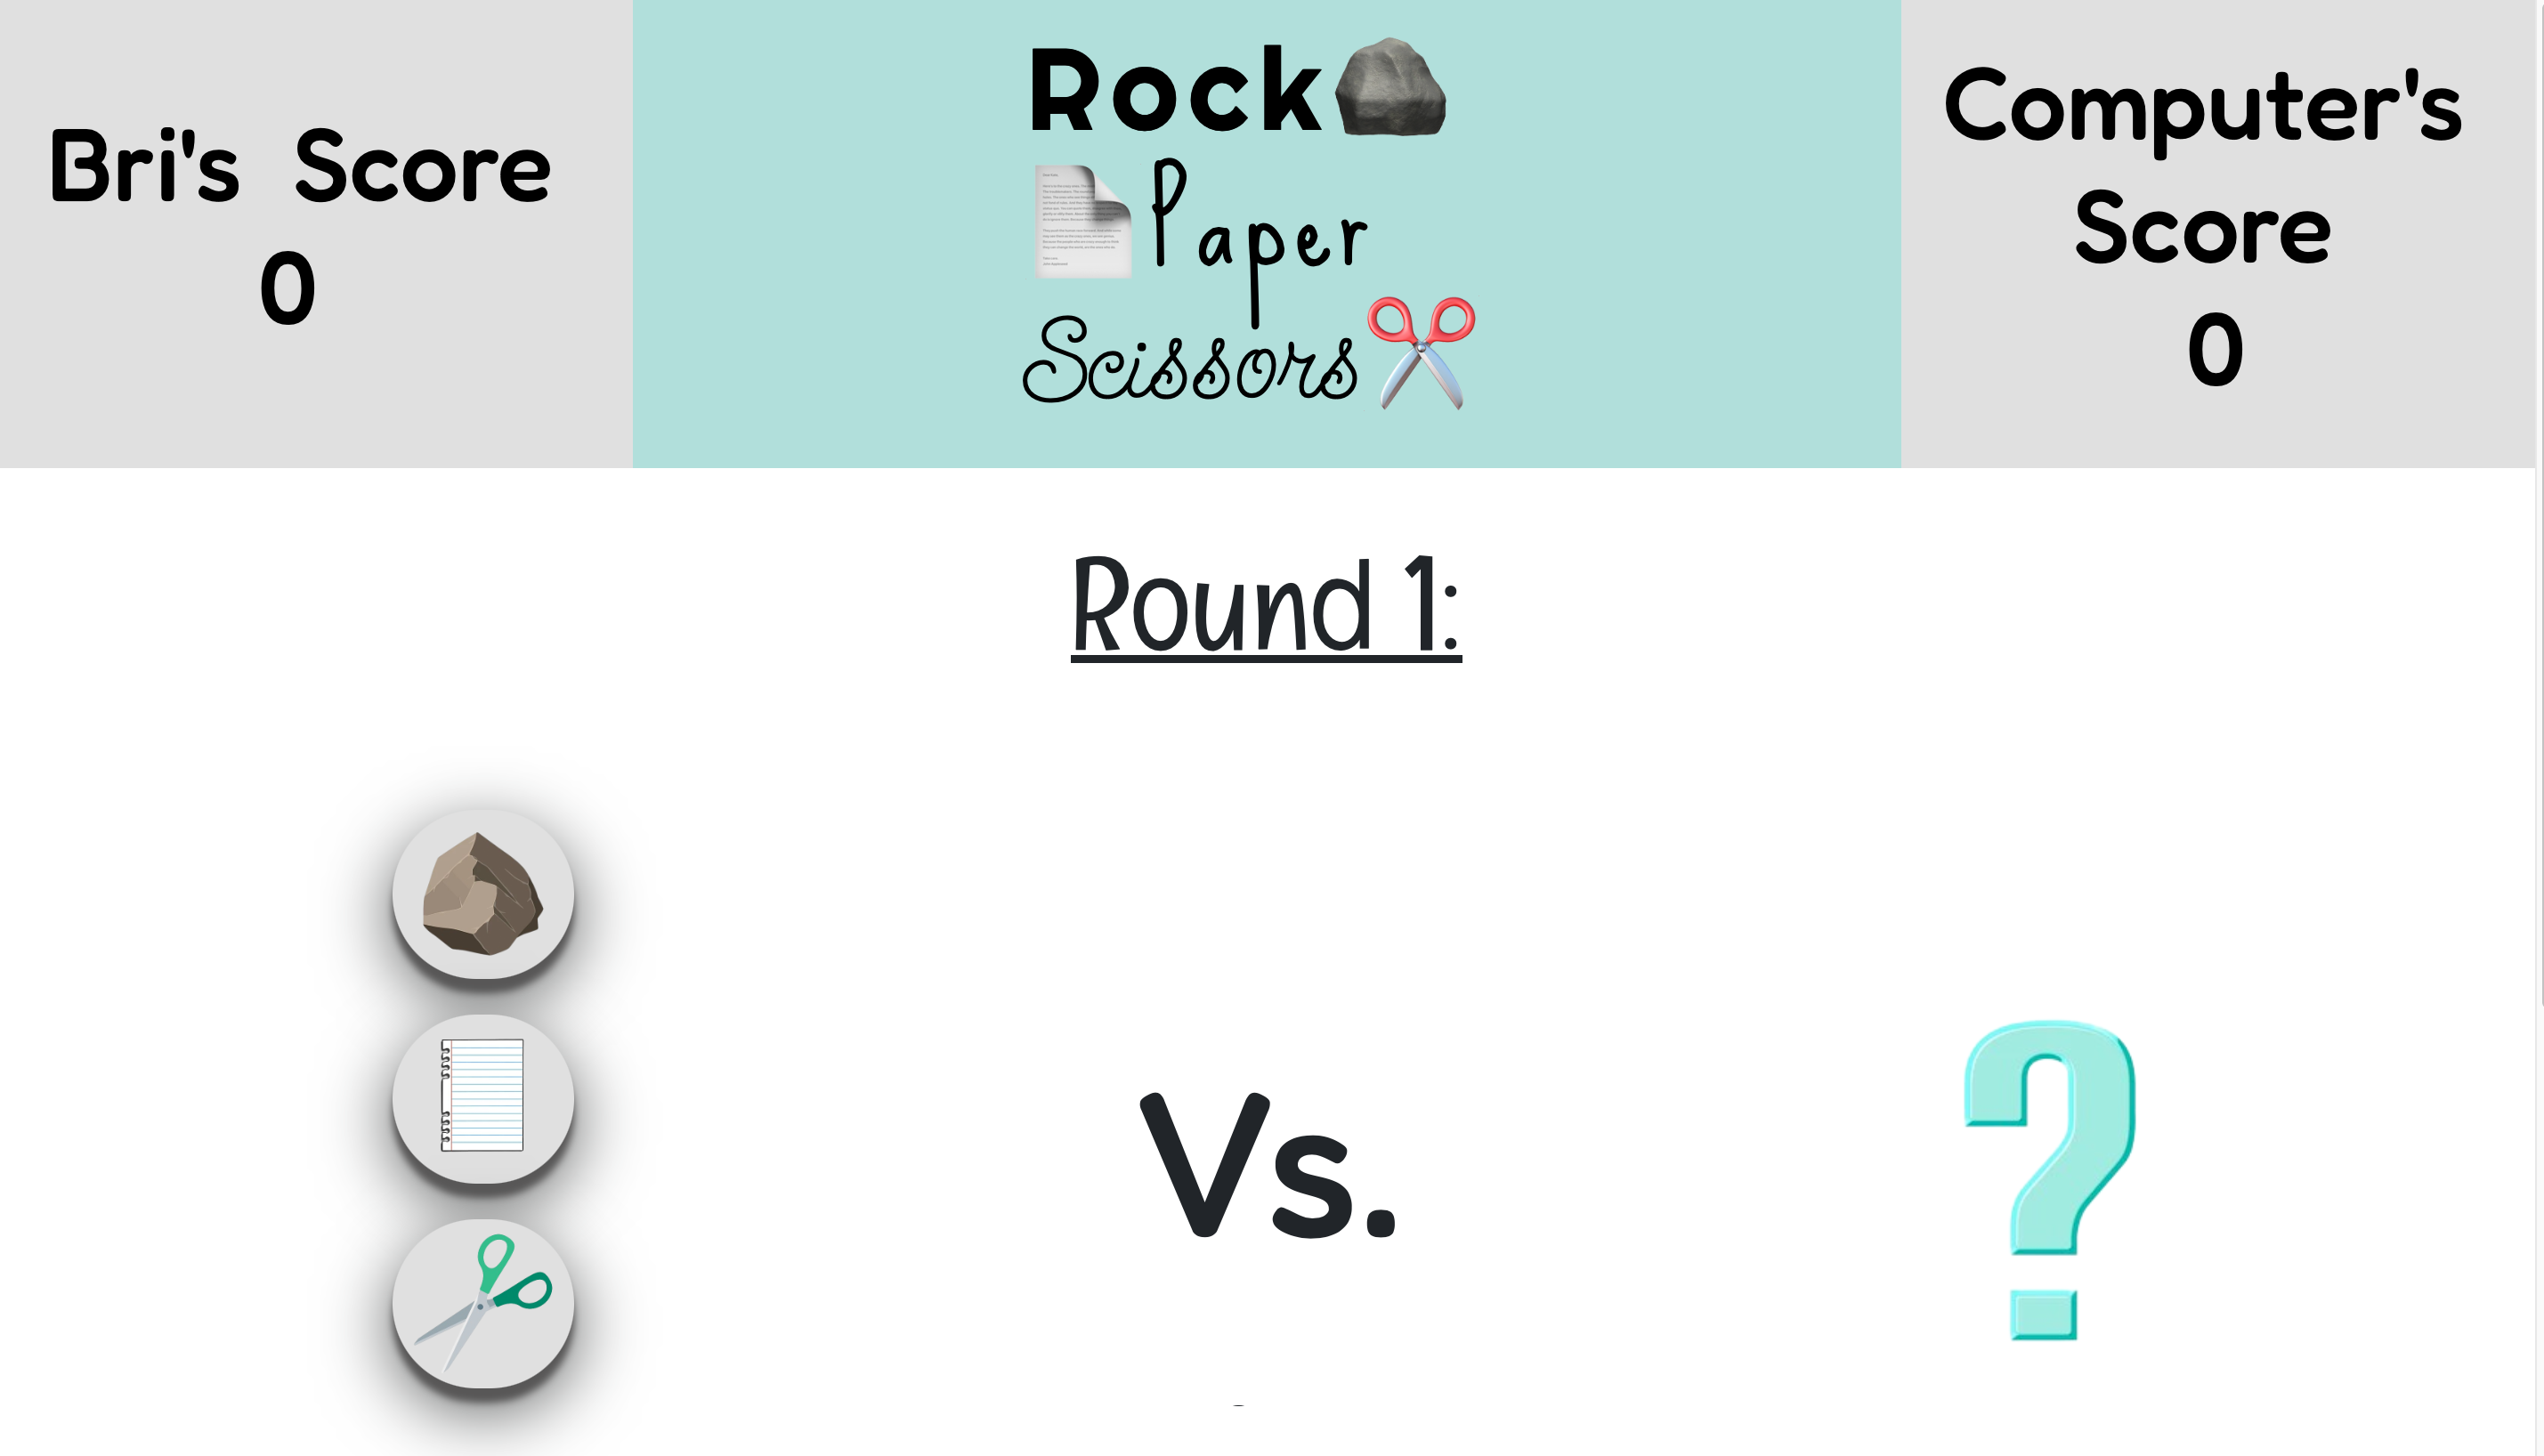 Bri's Score
0
Rock
Paper
Scissors
Computer's
Score
0
Round 1:
Vs.